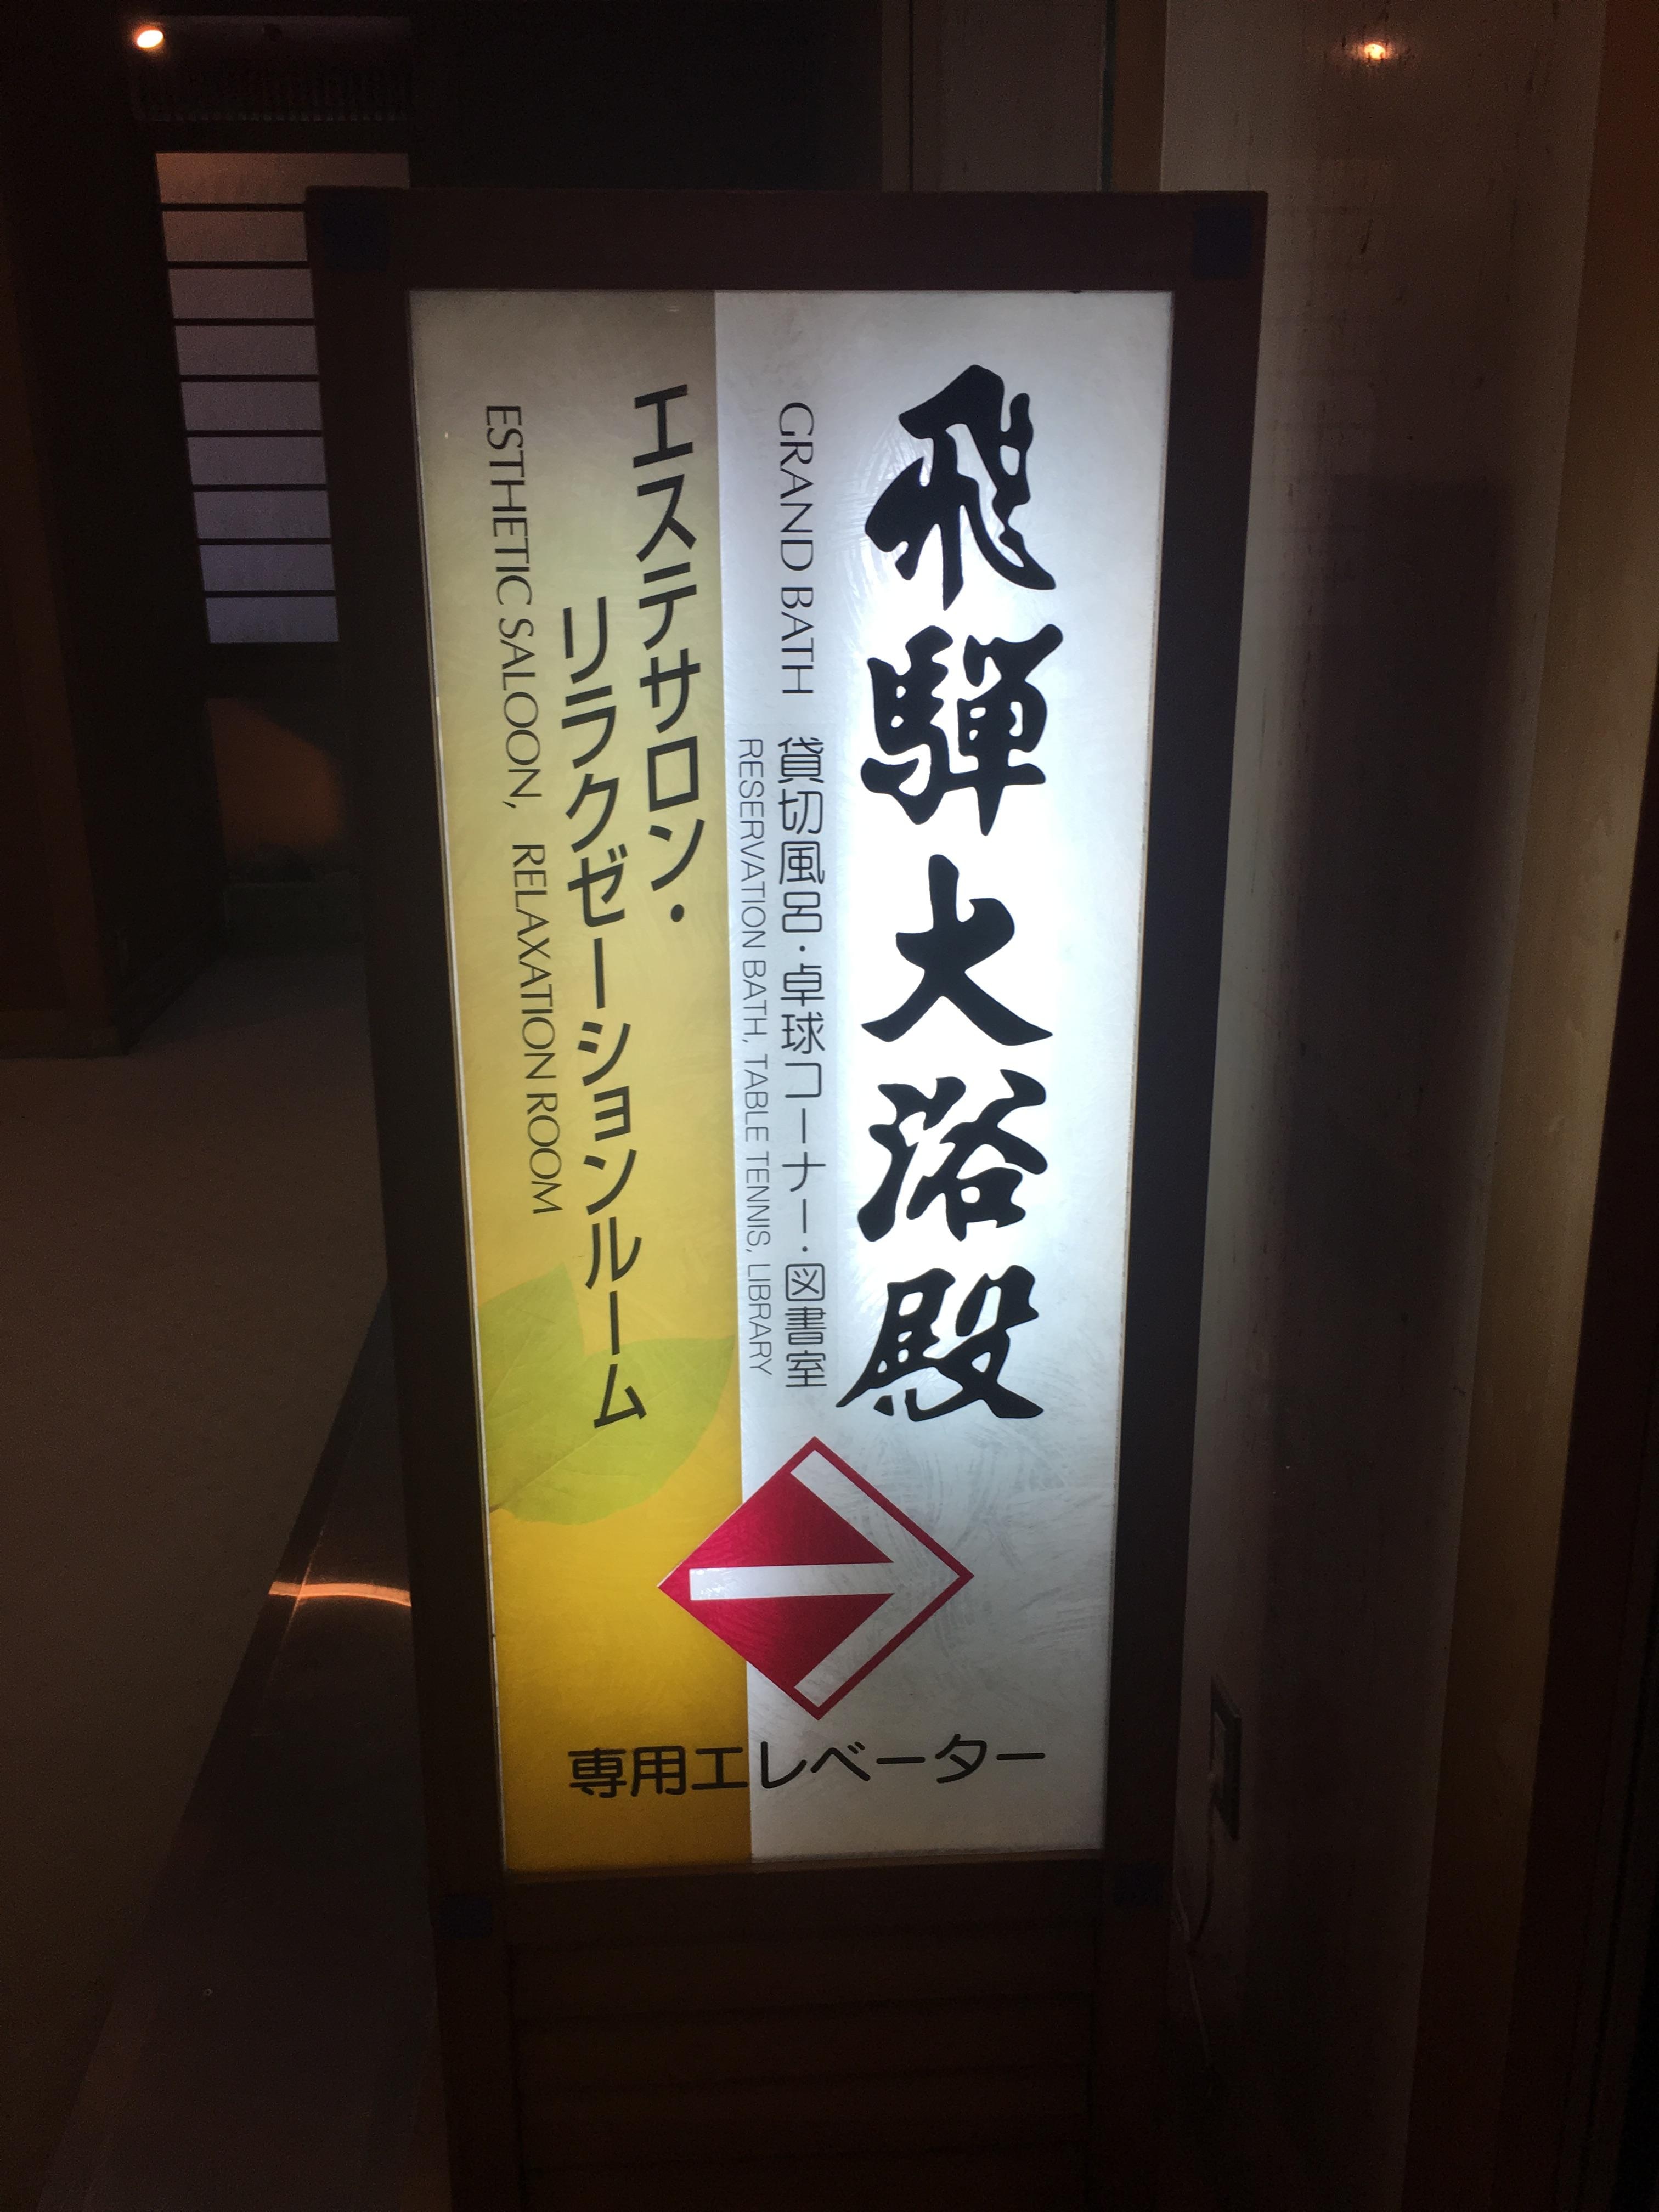 飛騨大浴殿
GRAND BATH
貸切風呂・卓球コーナー・図書室
RESERVATION BATH, TABLE TENNIS, LIBRARY
エステサロン・
リラクゼーションルーム
ESTHETIC SALOON, RELAXATION ROOM
専用エレベーター